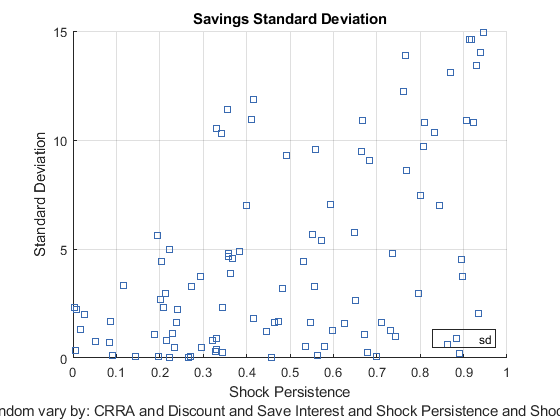 Savings Standard Deviation
15
10
5
0
Standard Deviation
sd
0 0.1 0.2 0.3 0.4 0.5 0.6 0.7 0.8 0.9 1
Shock Persistence
ndom vary by: CRRA and Discount and Save Interest and Shock Persistence and Shoc